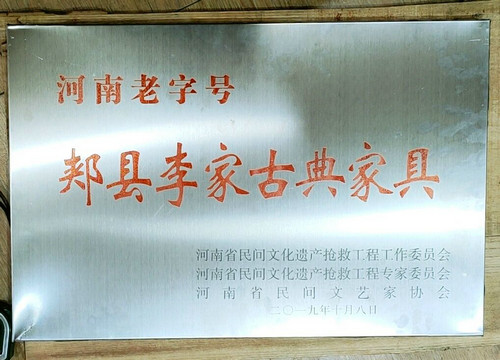 河南老字号
郏县李家古典家具
河南省民间文化遗产抢救工程工作委员会
河南省民间文化遗产抢救工程专家委员会
河南省民间文艺家协会
二〇一九年十月八日